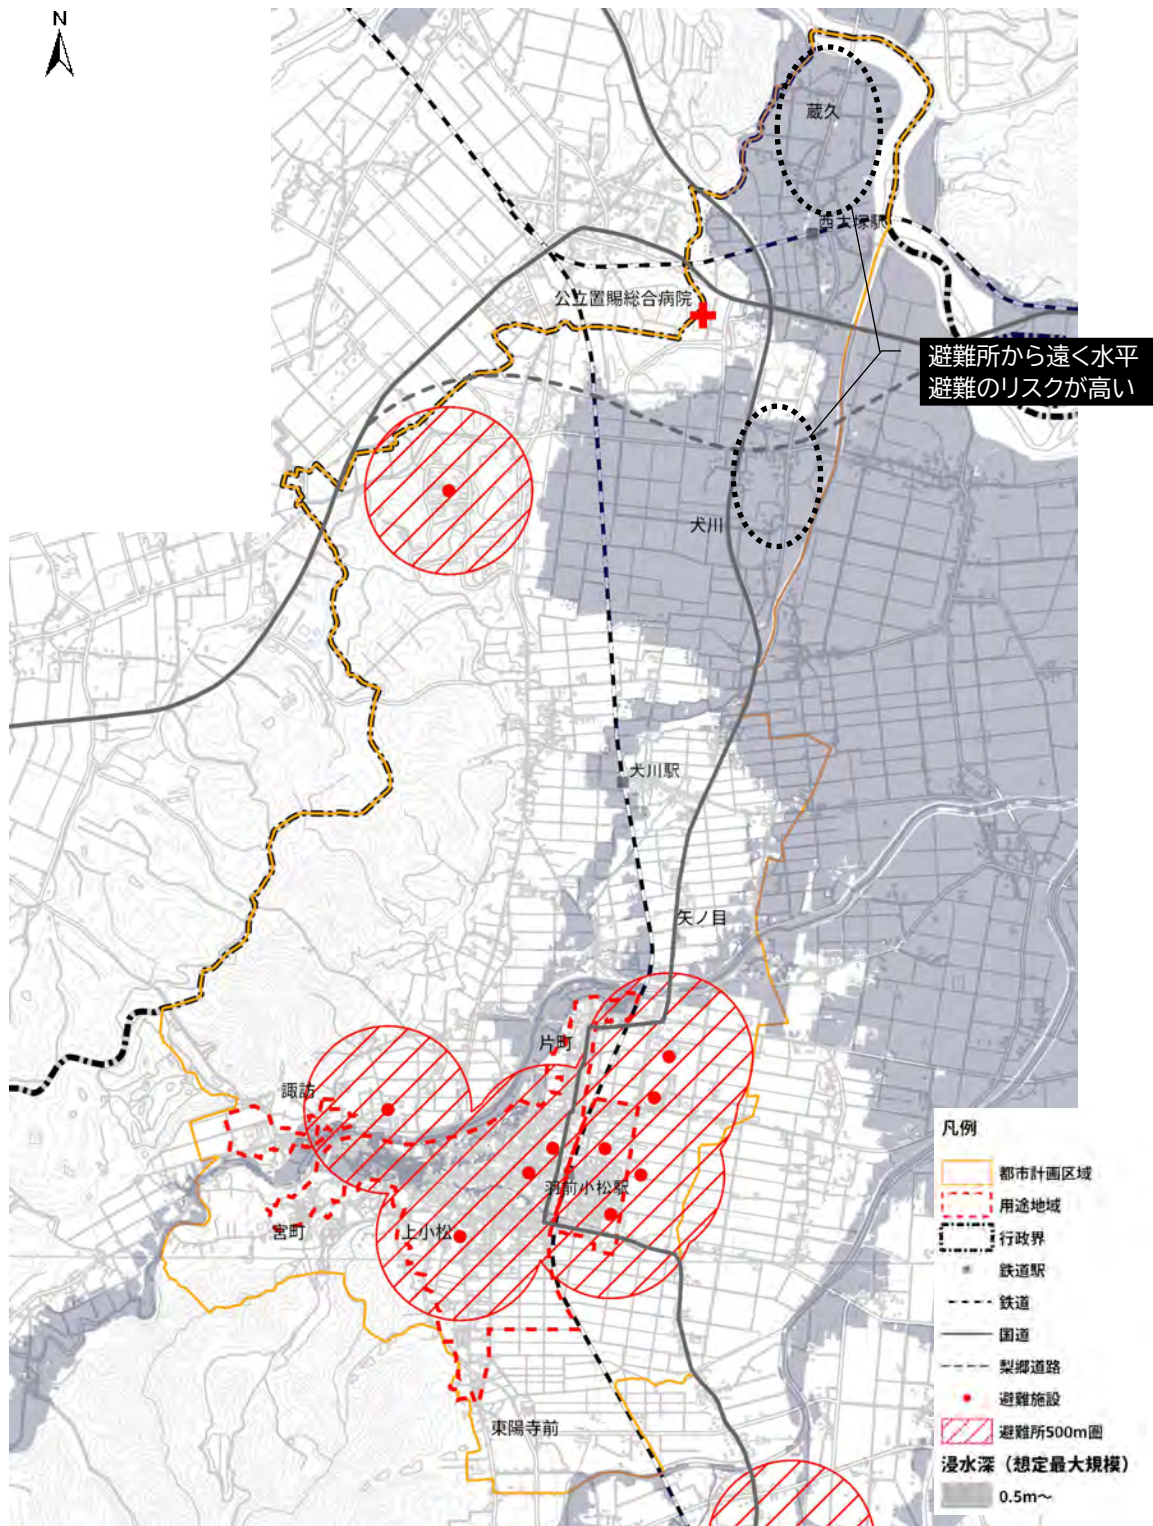 N
蔵久
西大塚駅
公立置賜総合病院
避難所から遠く水平
避難のリスクが高い
犬川
犬川駅
矢ノ目
片町
諏訪
羽前小松駅
宮町
上小松
東陽寺前
凡例
都市計画区域
用途地域
行政界
鉄道駅
鉄道
国道
梨郷道路
避難施設
避難所500m圏
浸水深（想定最大規模）
0.5m～